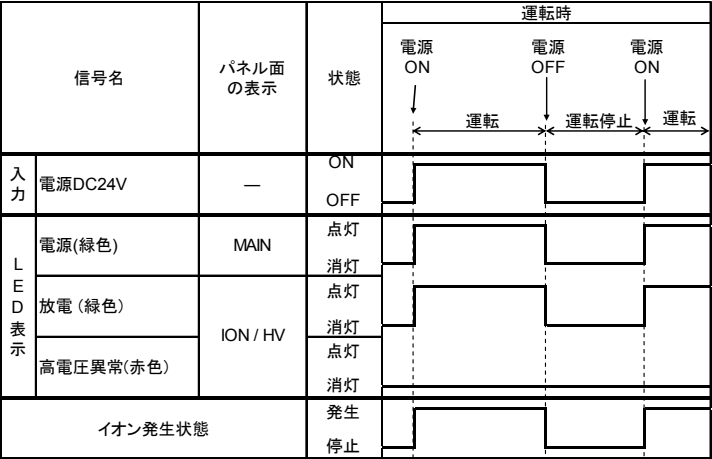 運転時
信号名
パネル面
の表示
状態
電源
ON
電源
OFF
電源
ON
運転
運転停止
運転
入力
電源DC24V
―
ON
OFF
LED表示
電源(緑色)
MAIN
点灯
消灯
放電（緑色）
ION / HV
点灯
消灯
高電圧異常(赤色)
点灯
消灯
イオン発生状態
発生
停止